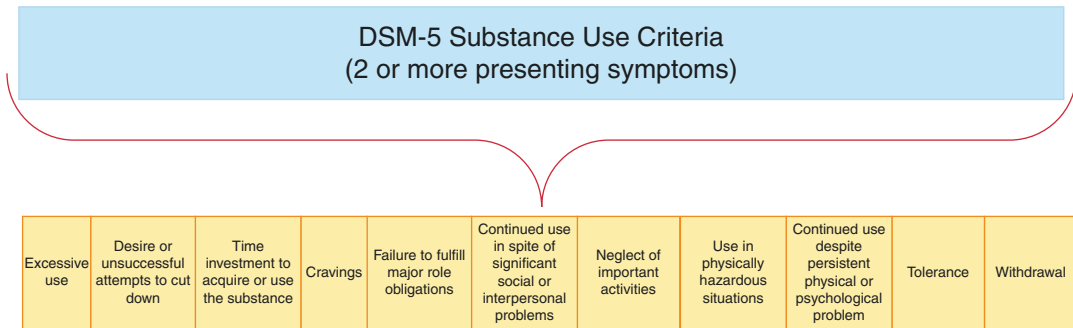 DSM-5 Substance Use Criteria
(2 or more presenting symptoms)
Excessive
use
Desire or
unsuccessful
attempts to cut
down
Time
investment to
acquire or use
the substance
Cravings
Failure to fulfill
major role
obligations
Continued use
in spite of
significant
social or
interpersonal
problems
Neglect of
important
activities
Use in
physically
hazardous
situations
Continued use
despite
persistent
physical or
psychological
problem
Tolerance
Withdrawal